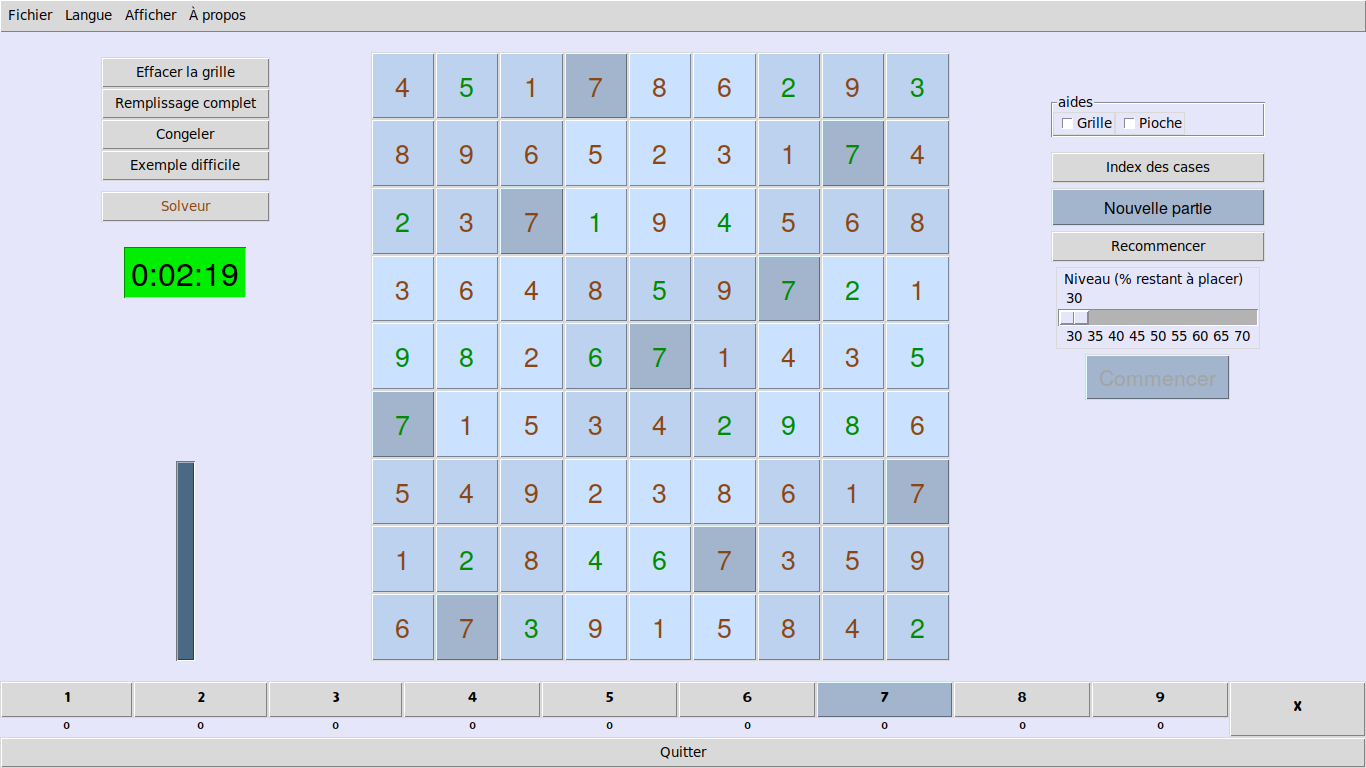 Fichier Langue Afficher À propos
Effacer la grille
Remplissage complet
Congeler
Exemple difficile
Solveur
0:02:19
4 5 1 7 8 6 2 9 3
8 9 6 5 2 3 1 7 4
2 3 7 1 9 4 5 6 8
3 6 4 8 5 9 7 2 1
9 8 2 6 7 1 4 3 5
7 1 5 3 4 2 9 8 6
5 4 9 2 3 8 6 1 7
1 2 8 4 6 7 3 5 9
6 7 3 9 1 5 8 4 2
aides
Grille Pioche
Index des cases
Nouvelle partie
Recommencer
Niveau (% restant à placer)
30
30 35 40 45 50 55 60 65 70
Commencer
1 2 3 4 5 6 7 8 9 x
0 0 0 0 0 0 0 0 0
Quitter